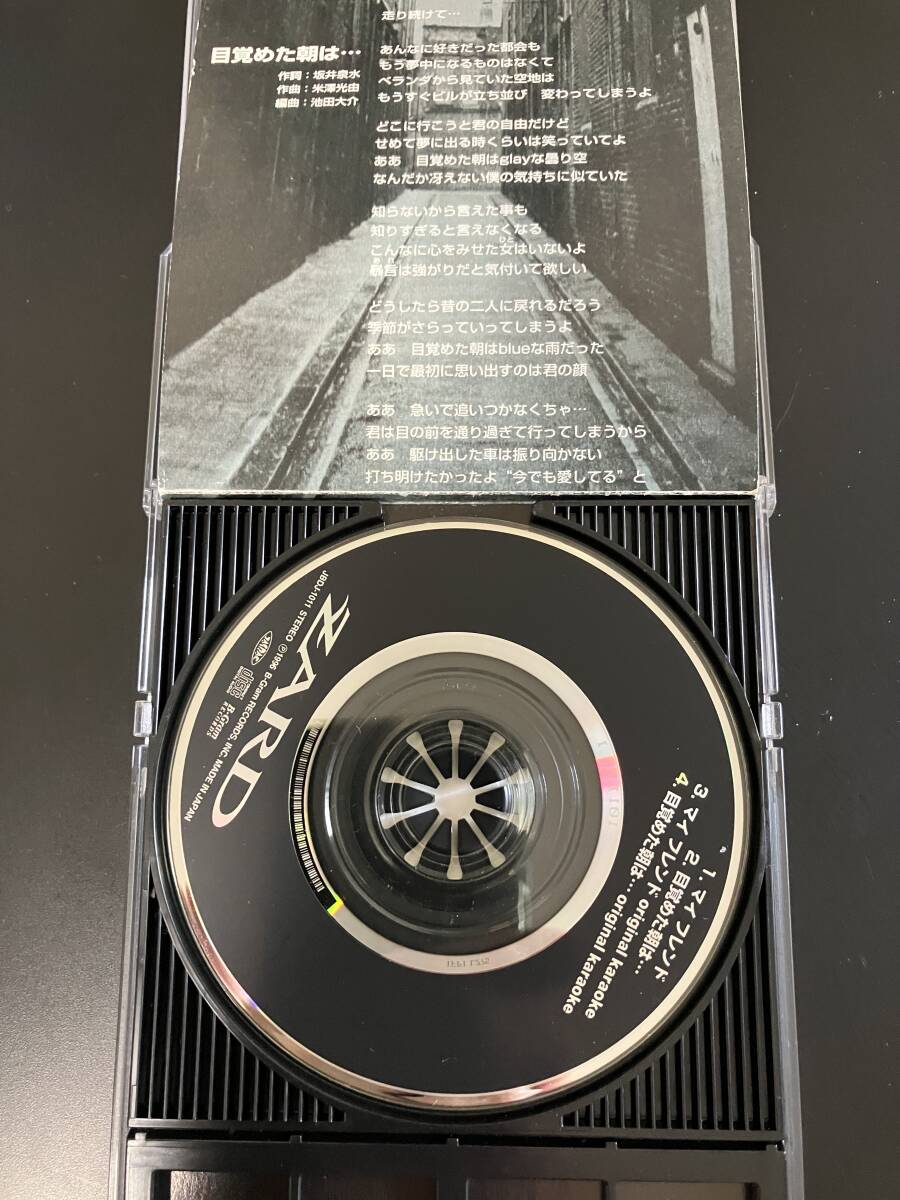 走り続けて…
目覚めた朝は…
作詞：坂井泉水
作曲：米澤光由
編曲：池田大介
あんなに好きだった都会も
もう夢中になるものはなくて
ベランダから見ていた空地は
もうすぐビルが立ち並び　変わってしまうよ
どこに行こうと君の自由だけど
せめて夢に出る時くらいは笑っていてよ
ああ　目覚めた朝はglayな曇り空
なんだか冴えない僕の気持ちに似ていた
知らないから言えた事も
知りすぎると言えなくなる
こんなに心をみせた女はいないよ
暴言は強がりだと気付いて欲しい
どうしたら昔の二人に戻れるだろう
季節がさらっていってしまうよ
ああ　目覚めた朝はblueな雨だった
一日で最初に思い出すのは君の顔
ああ　急いで追いつかなくちゃ…
君は目の前を通り過ぎて行ってしまうから
ああ　駆け出した車は振り向かない
打ち明けたかったよ“今でも愛してる”と
ZARD
JBDJ-1011 STEREO ℗1996 B-Gram RECORDS, INC. MADE IN JAPAN
B-Gram
RECORDS
1. マイ フレンド
2. 目覚めた朝は…
3. マイ フレンド original karaoke
4. 目覚めた朝は… original karaoke